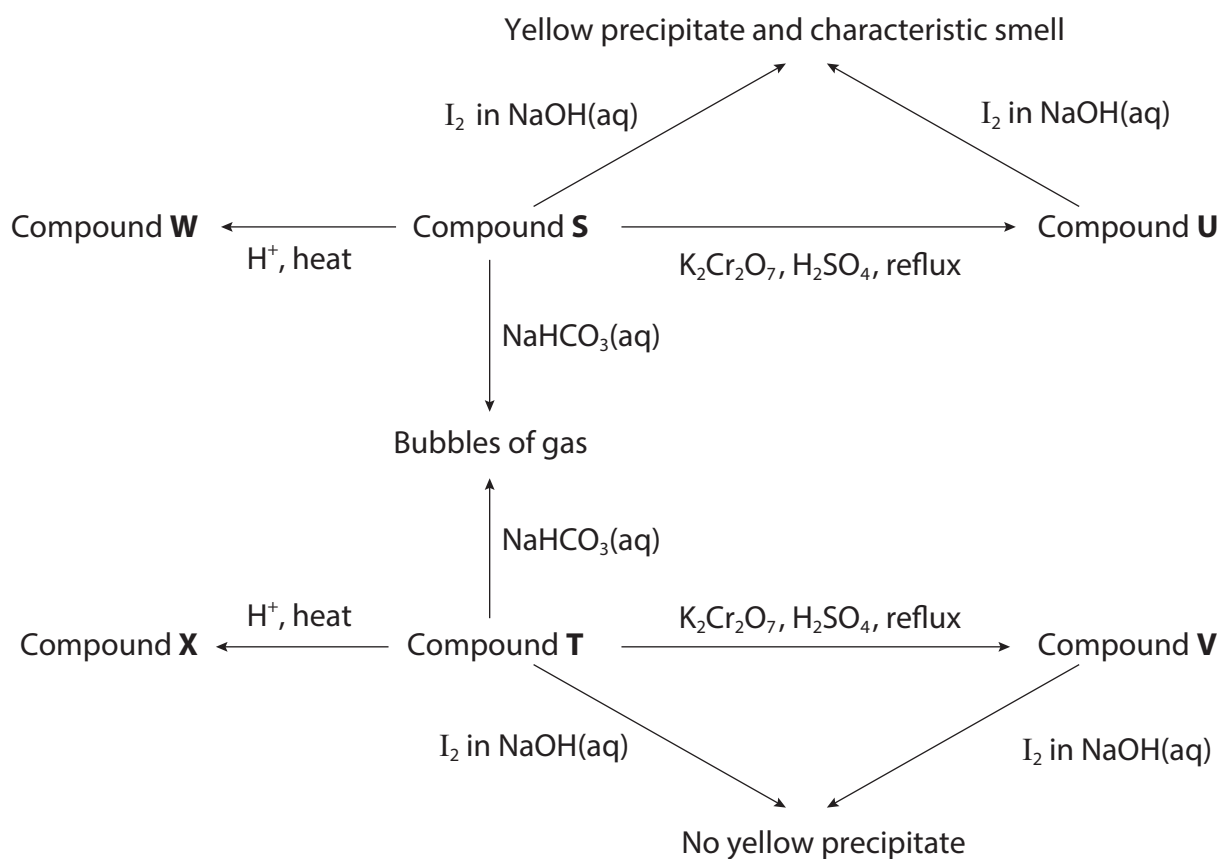 Yellow precipitate and characteristic smell
I₂ in NaOH(aq)
I₂ in NaOH(aq)
Compound W
Compound S
Compound U
H⁺, heat
K₂Cr₂O₇, H₂SO₄, reflux
NaHCO₃(aq)
Bubbles of gas
NaHCO₃(aq)
H⁺, heat
K₂Cr₂O₇, H₂SO₄, reflux
Compound X
Compound T
Compound V
I₂ in NaOH(aq)
I₂ in NaOH(aq)
No yellow precipitate